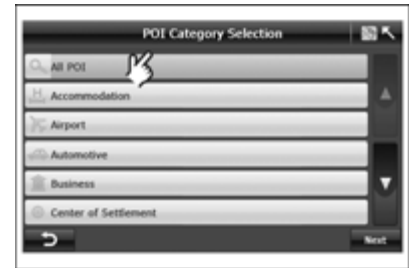 POI Category Selection
All POI
Accommodation
Airport
Automotive
Business
Center of Settlement
Next